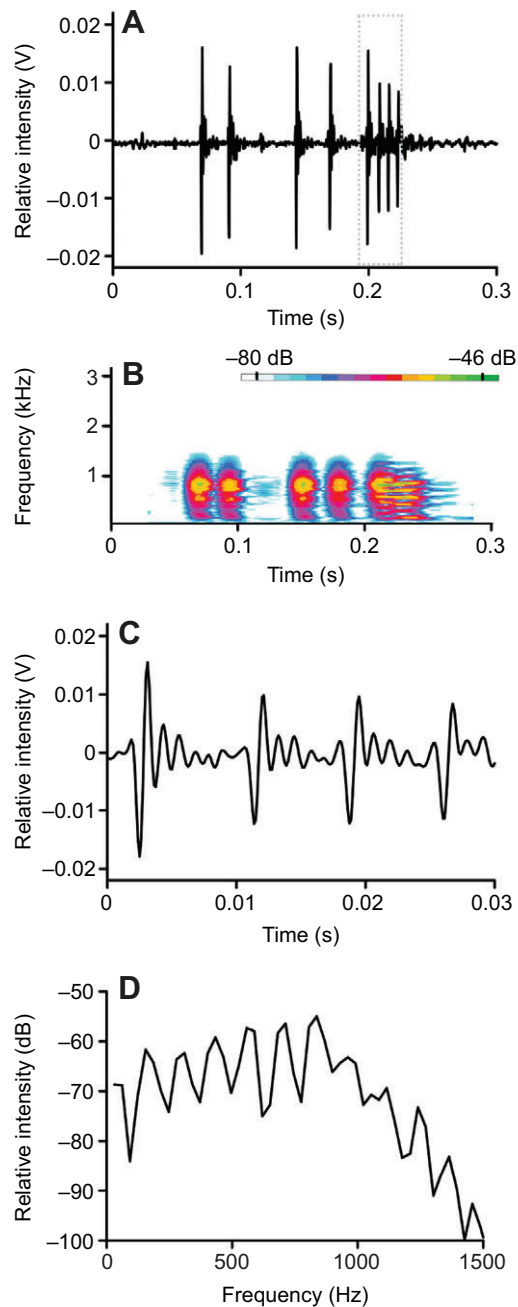 A
0.02
0.01
0
–0.01
–0.02
Relative intensity (V)
0 0.1 0.2 0.3
Time (s)
B
–80 dB –46 dB
3
2
1
Frequency (kHz)
0 0.1 0.2 0.3
Time (s)
C
0.02
0.01
0
–0.01
–0.02
Relative intensity (V)
0 0.01 0.02 0.03
Time (s)
D
–50
–60
–70
–80
–90
–100
Relative intensity (dB)
0 500 1000 1500
Frequency (Hz)